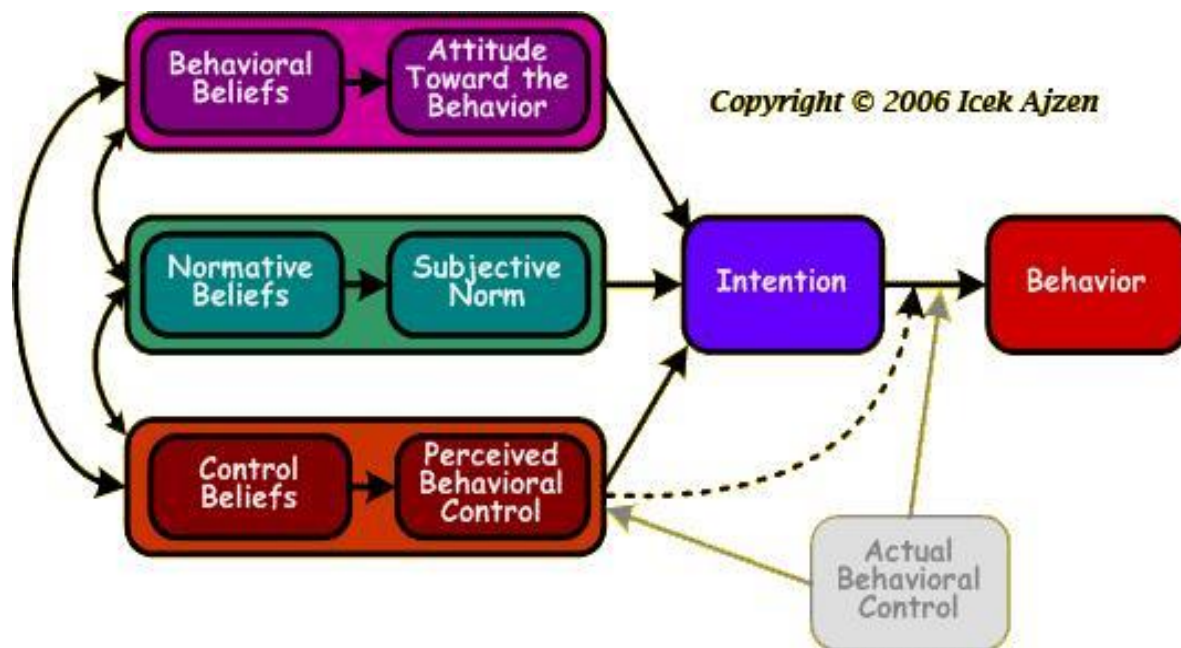 Behavioral
Beliefs
Attitude
Toward the
Behavior
Copyright © 2006 Icek Ajzen
Normative
Beliefs
Subjective
Norm
Intention
Behavior
Control
Beliefs
Perceived
Behavioral
Control
Actual
Behavioral
Control